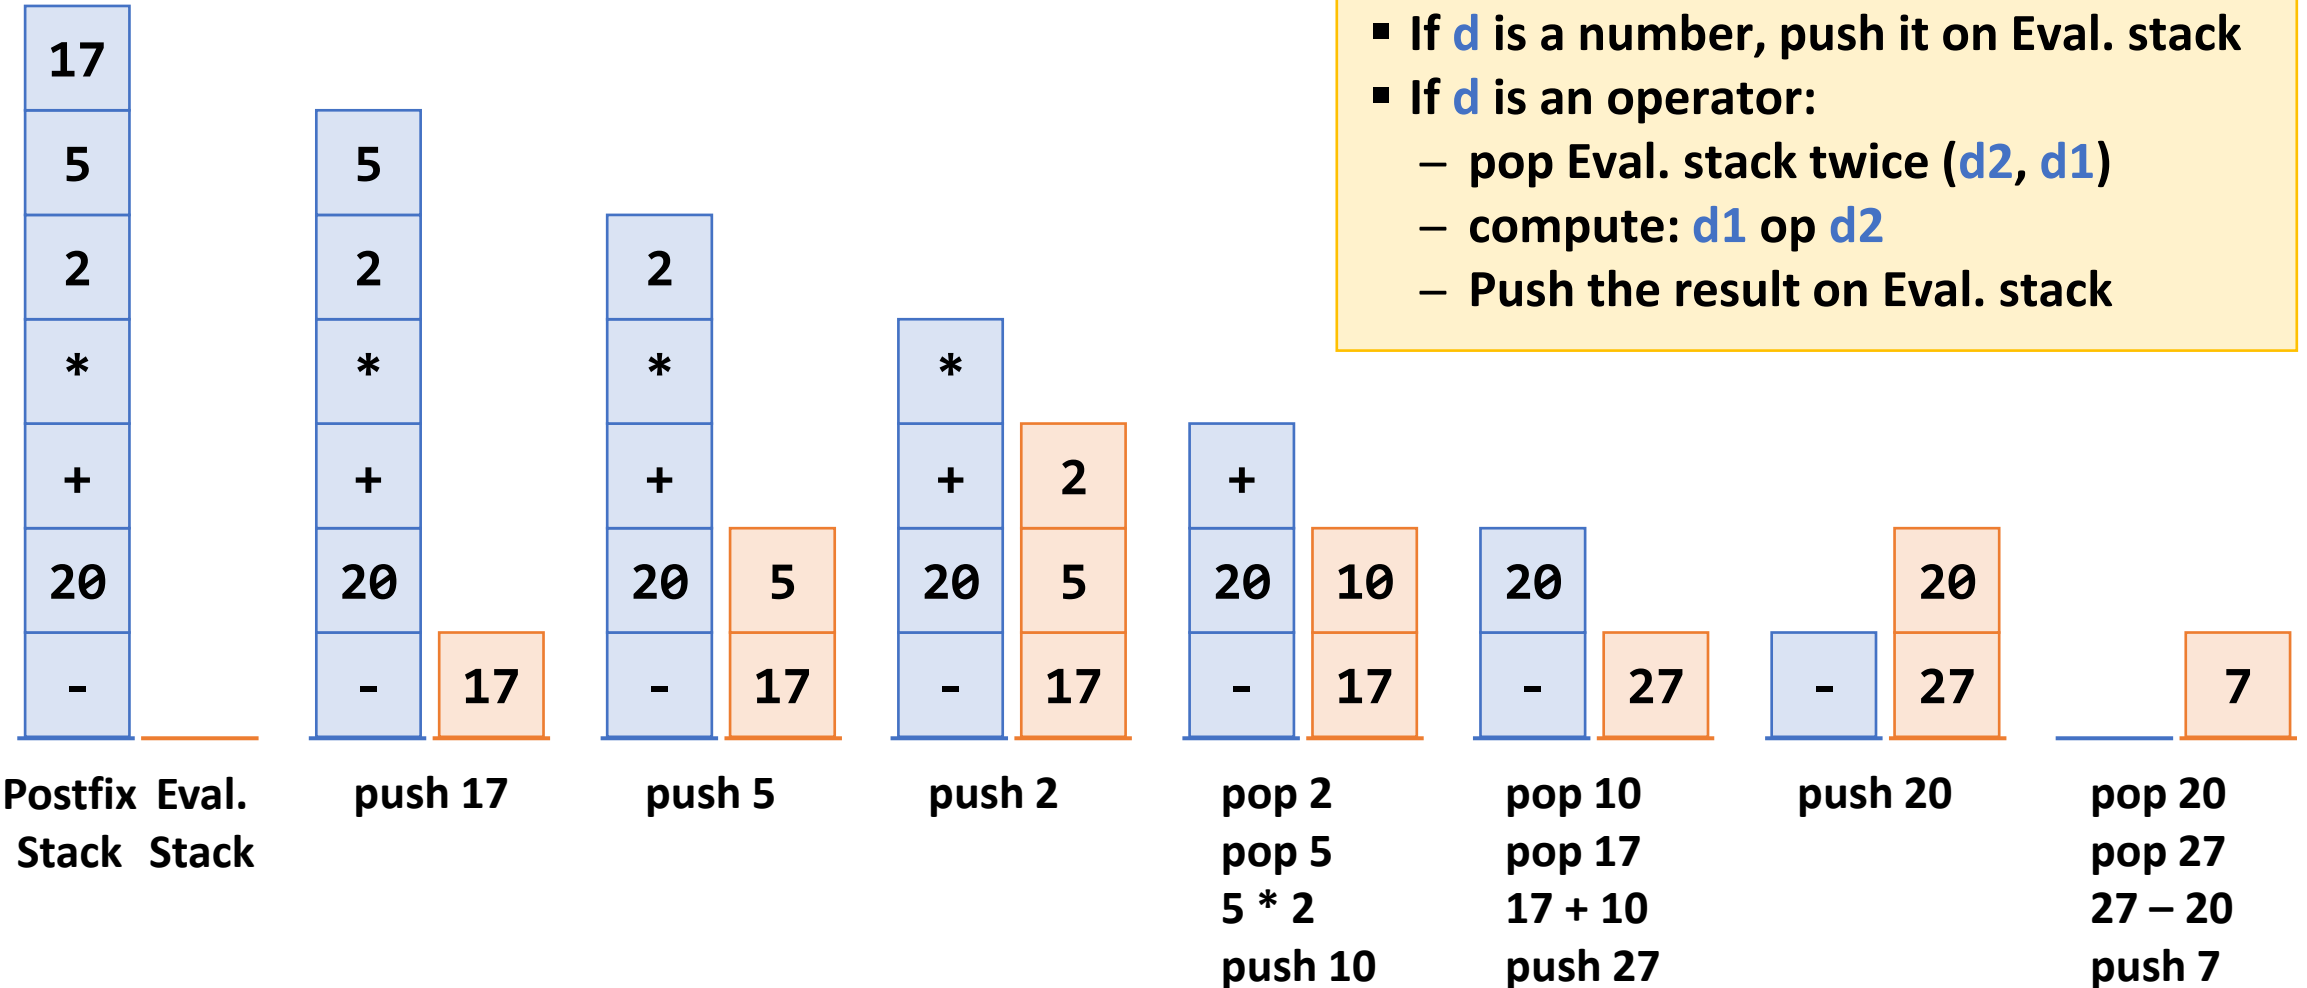 ▪ If d is a number, push it on Eval. stack
▪ If d is an operator:
– pop Eval. stack twice (d2, d1)
– compute: d1 op d2
– Push the result on Eval. stack
17
5
2
*
+
20
-
Postfix Stack
Eval. Stack
5
2
*
+
20
-
17
push 17
2
*
+
20
-
5
17
push 5
*
+
20
-
2
5
17
push 2
+
20
-
10
17
pop 2
pop 5
5 * 2
push 10
20
-
27
pop 10
pop 17
17 + 10
push 27
-
20
27
push 20
7
pop 20
pop 27
27 – 20
push 7